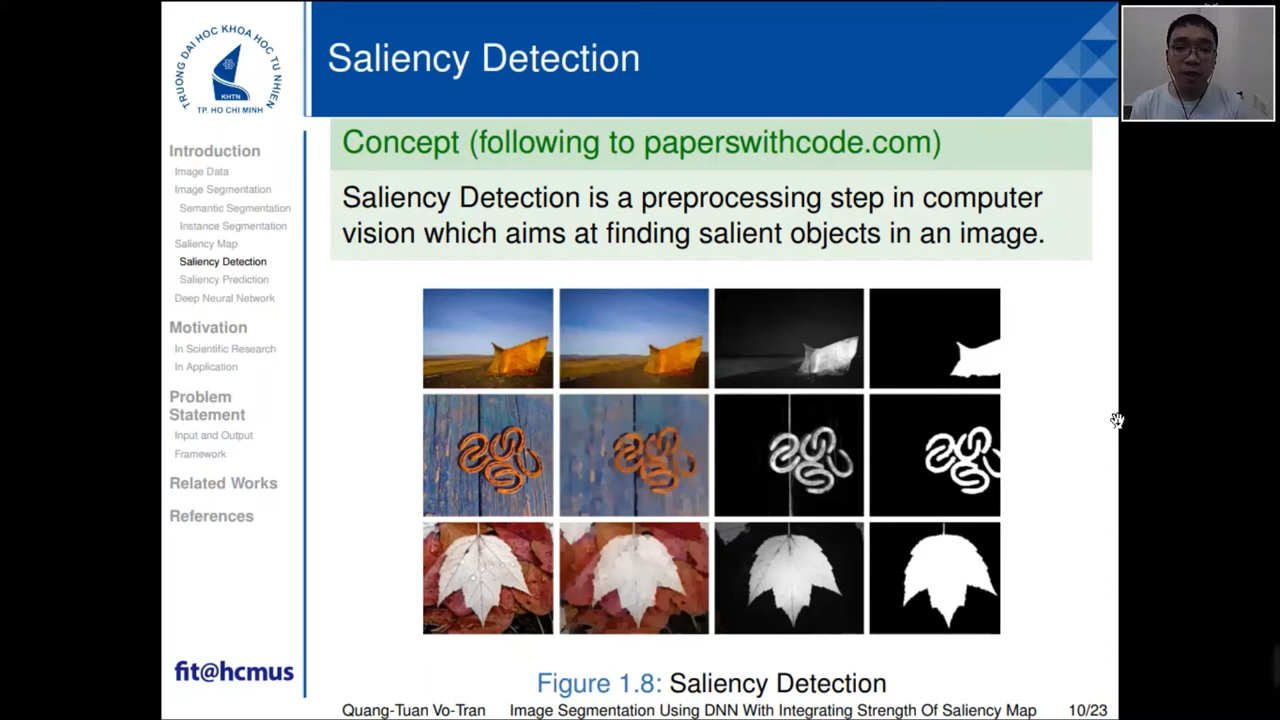 Saliency Detection
TRƯỜNG ĐẠI HỌC KHOA HỌC TỰ NHIÊN
KHTN
TP. HỒ CHÍ MINH
Introduction
Image Data
Image Segmentation
Semantic Segmentation
Instance Segmentation
Saliency Map
Saliency Detection
Saliency Prediction
Deep Neural Network
Motivation
In Scientific Research
In Application
Problem
Statement
Input and Output
Framework
Related Works
References
fit@hcmus
Concept (following to paperswithcode.com)
Saliency Detection is a preprocessing step in computer
vision which aims at finding salient objects in an image.
Figure 1.8: Saliency Detection
Quang-Tuan Vo-Tran Image Segmentation Using DNN With Integrating Strength Of Saliency Map 10/23